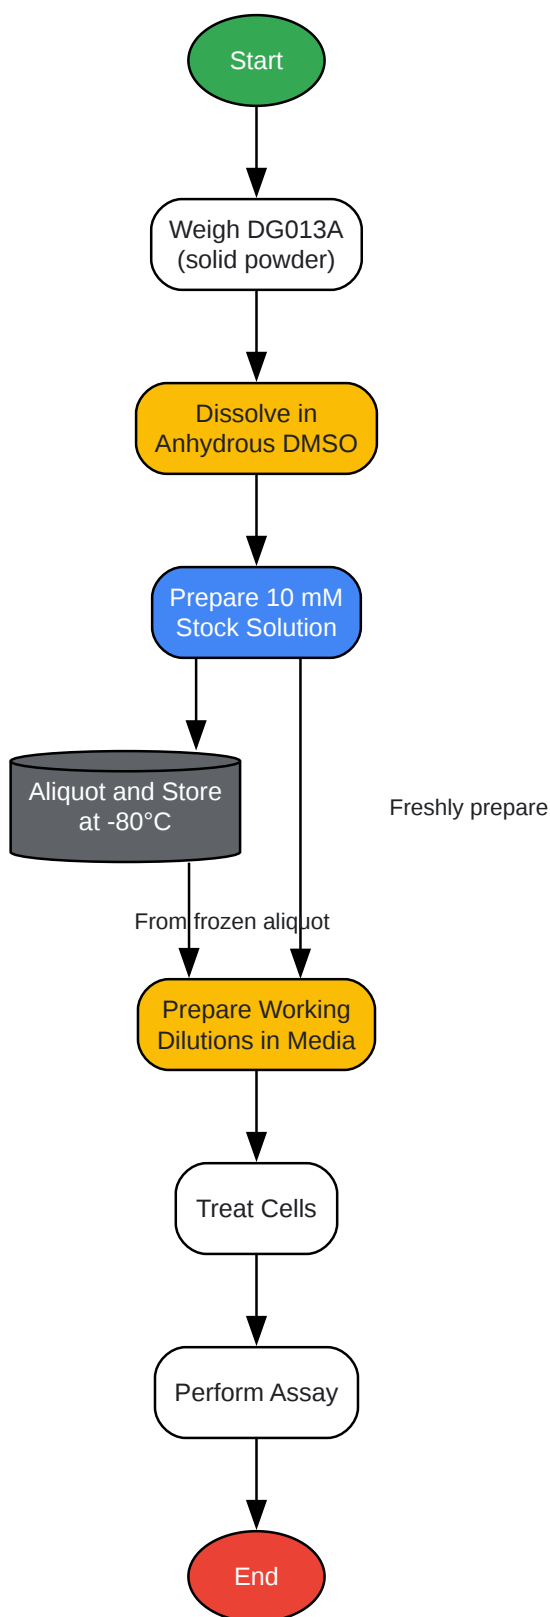 Start
Weigh DG013A
(solid powder)
Dissolve in
Anhydrous DMSO
Prepare 10 mM
Stock Solution
Aliquot and Store
at -80°C
Freshly prepare
From frozen aliquot
Prepare Working
Dilutions in Media
Treat Cells
Perform Assay
End